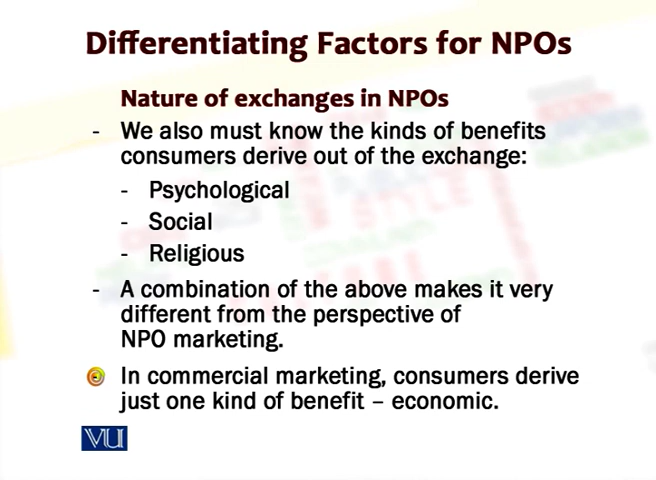 Differentiating Factors for NPOs
Nature of exchanges in NPOs
- We also must know the kinds of benefits
consumers derive out of the exchange:
- Psychological
- Social
- Religious
- A combination of the above makes it very
different from the perspective of
NPO marketing.
In commercial marketing, consumers derive
just one kind of benefit – economic.
VU